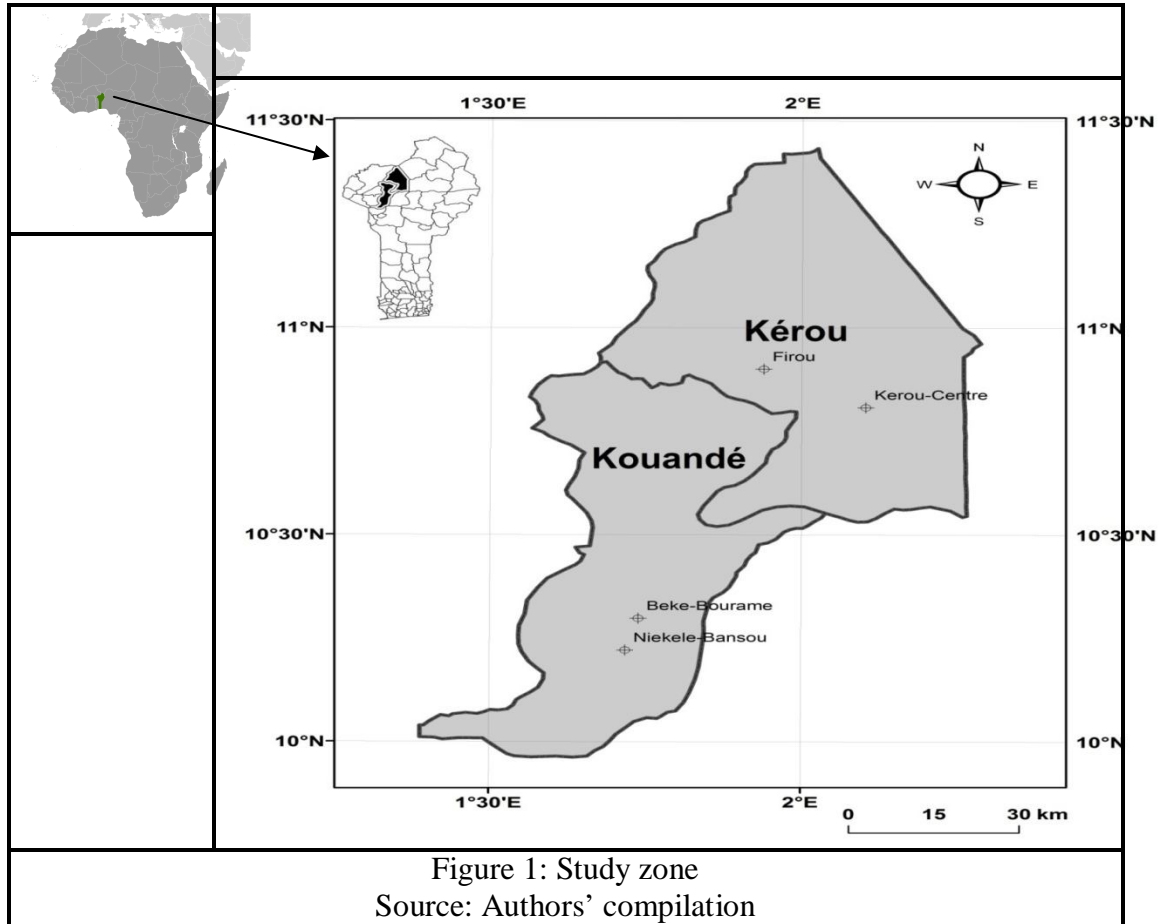 1°30'E 2°E
11°30'N 11°30'N
N
W E
S
11°N 11°N
Kérou
Firou
Kerou-Centre
Kouandé
10°30'N 10°30'N
Beke-Bourame
Niekele-Bansou
10°N 10°N
1°30'E 2°E
0 15 30 km
Figure 1: Study zone
Source: Authors’ compilation